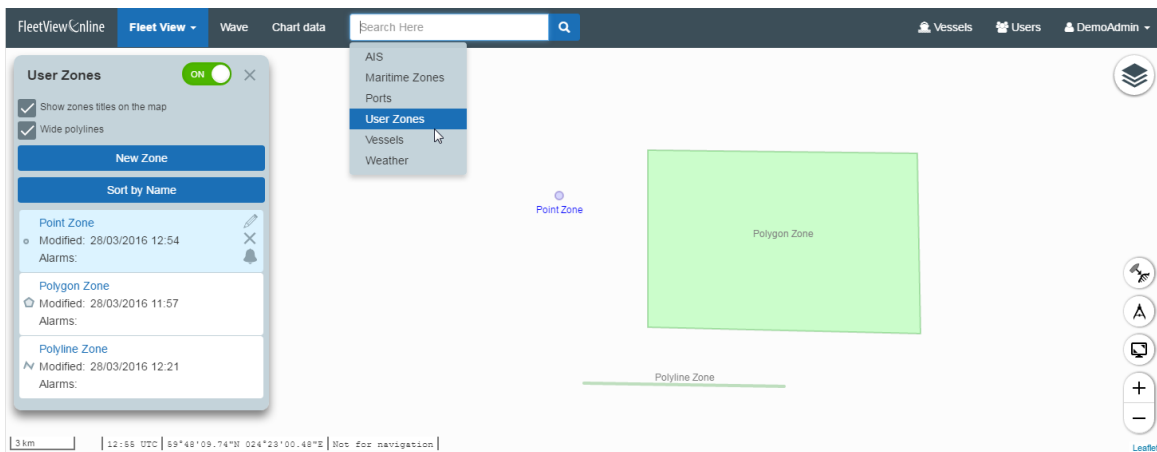 FleetView Online Fleet View Wave Chart data Search Here Vessels Users DemoAdmin
AIS
Maritime Zones
Ports
User Zones
Vessels
Weather
User Zones ON
Show zones titles on the map
Wide polylines
New Zone
Sort by Name
Point Zone
Modified: 28/03/2016 12:54
Alarms:
Polygon Zone
Modified: 28/03/2016 11:57
Alarms:
Polyline Zone
Modified: 28/03/2016 12:21
Alarms:
Point Zone
Polygon Zone
Polyline Zone
3 km 12:55 UTC 59°48'09.74"N 024°23'00.48"E Not for navigation
Leaflet